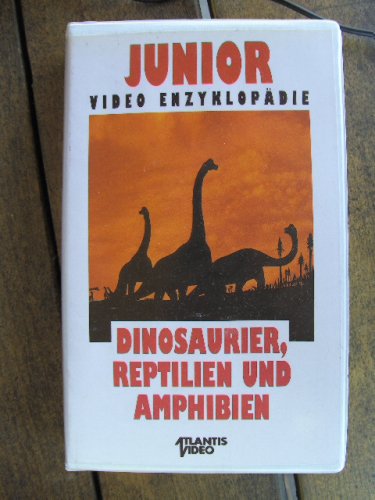 JUNIOR
VIDEO ENZYKLOPÄDIE
DINOSAURIER,
REPTILIEN UND
AMPHIBIEN
ATLANTIS
VIDEO